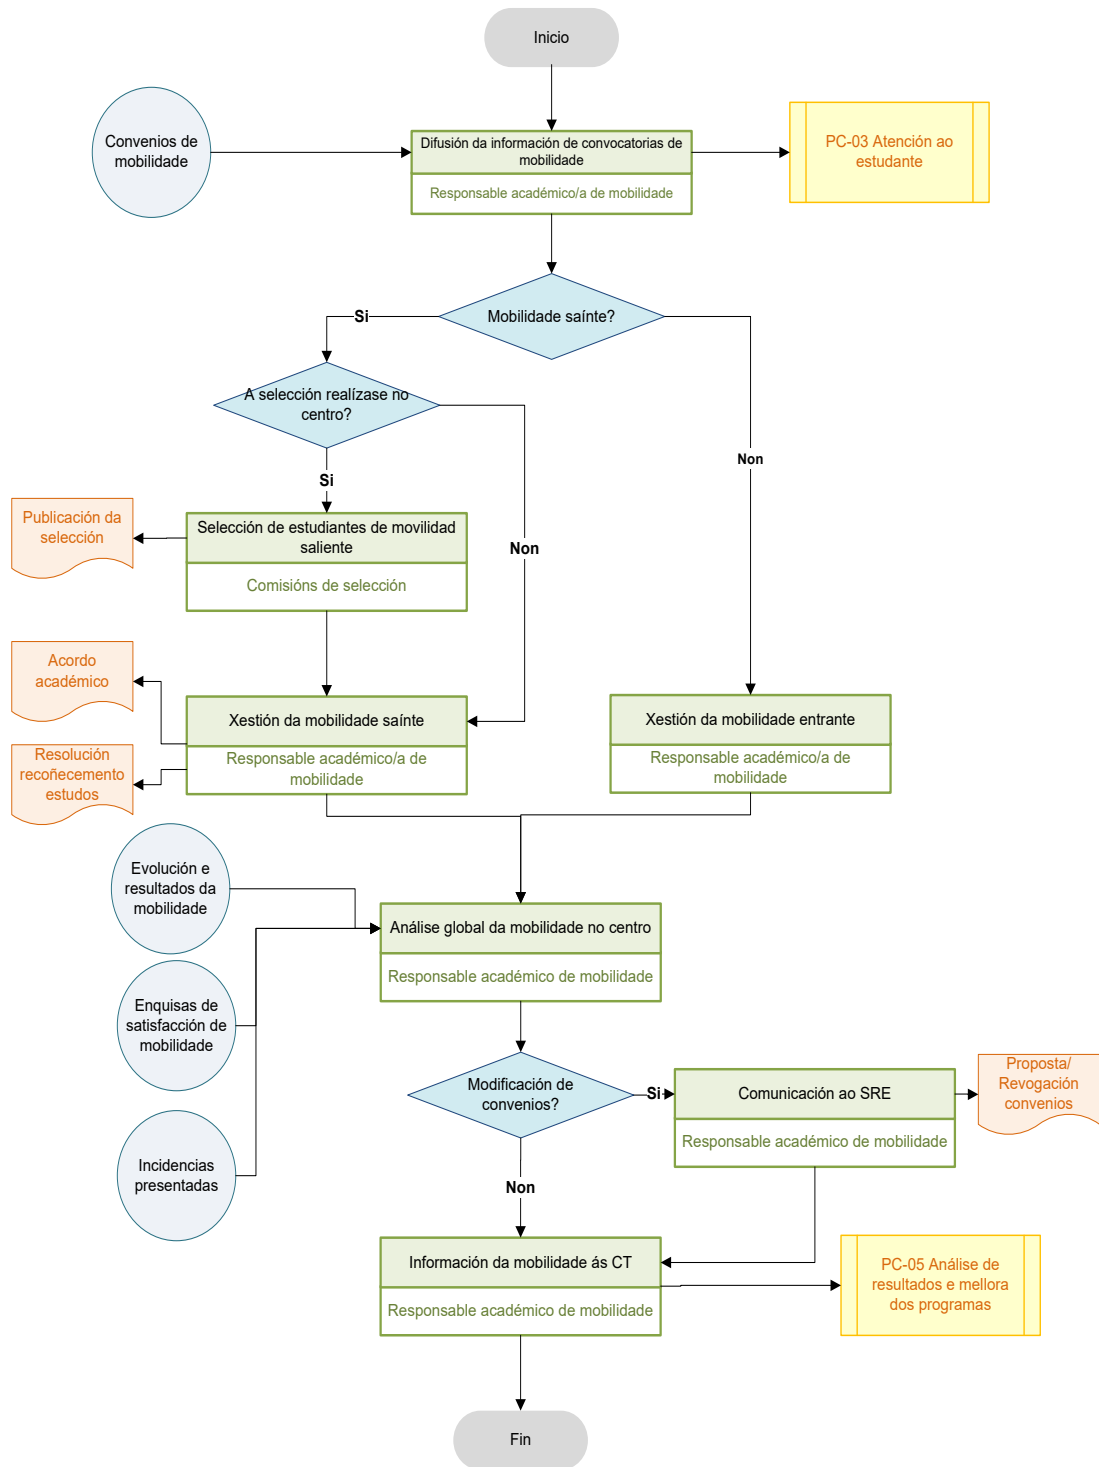 Inicio
Convenios de
mobilidade
Difusión da información de convocatorias de
mobilidade
Responsable académico/a de mobilidade
PC-03 Atención ao
estudante
Mobilidade saínte?
Si
A selección realízase no
centro?
Non
Si
Publicación da
selección
Selección de estudiantes de movilidad
saliente
Comisións de selección
Non
Acordo
académico
Xestión da mobilidade saínte
Responsable académico/a de
mobilidade
Xestión da mobilidade entrante
Responsable académico/a de
mobilidade
Resolución
recoñecemento
estudos
Evolución e
resultados da
mobilidade
Análise global da mobilidade no centro
Responsable académico de mobilidade
Enquisas de
satisfacción de
mobilidade
Modificación de
convenios?
Si
Comunicación ao SRE
Responsable académico de mobilidade
Proposta/
Revogación
convenios
Incidencias
presentadas
Non
Información da mobilidade ás CT
Responsable académico de mobilidade
PC-05 Análise de
resultados e mellora
dos programas
Fin